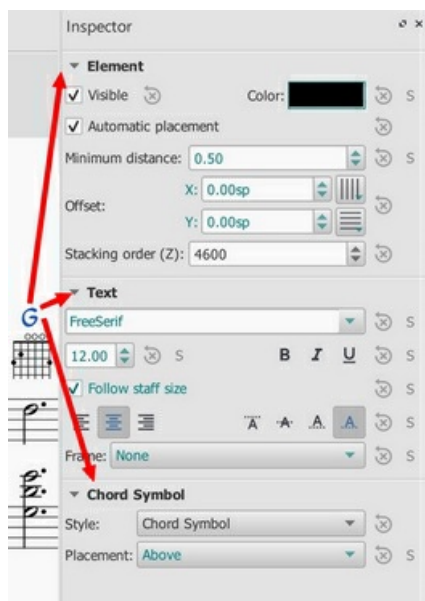 Inspector
Element
Visible Color: S
Automatic placement
Minimum distance: 0.50 S
X: 0.00sp
Offset:
Y: 0.00sp
Stacking order (Z): 4600
Text
G
FreeSerif S
12.00 S B I U S
Follow staff size S
A A A A S
Frame: None S
Chord Symbol
Style: Chord Symbol
Placement: Above S